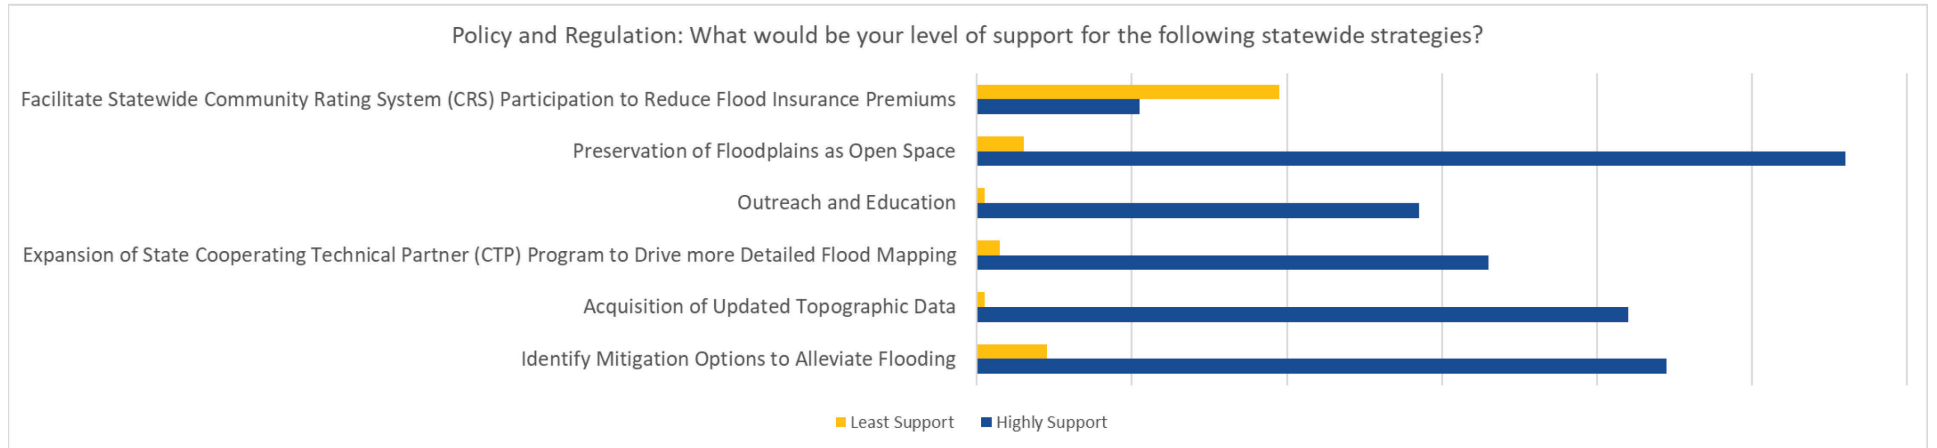 Policy and Regulation: What would be your level of support for the following statewide strategies?
Facilitate Statewide Community Rating System (CRS) Participation to Reduce Flood Insurance Premiums
Preservation of Floodplains as Open Space
Outreach and Education
Expansion of State Cooperating Technical Partner (CTP) Program to Drive more Detailed Flood Mapping
Acquisition of Updated Topographic Data
Identify Mitigation Options to Alleviate Flooding
Least Support Highly Support